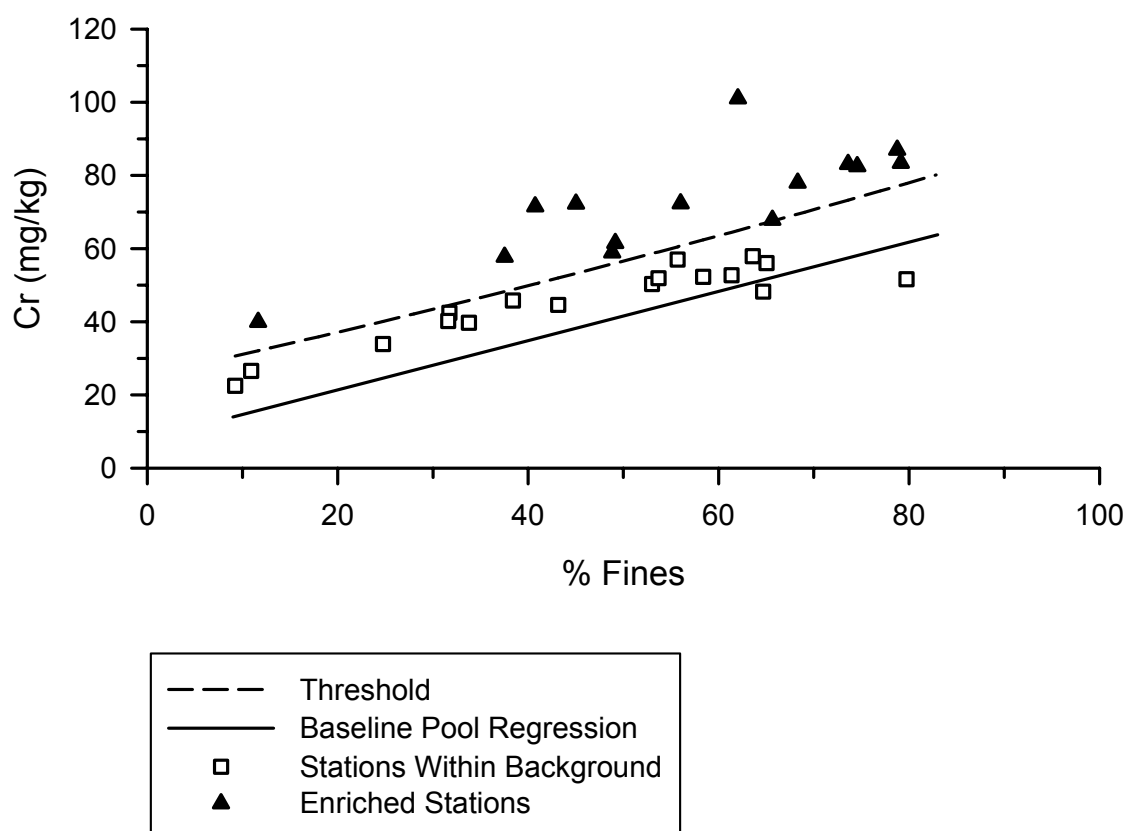 120
100
80
60
40
20
0
Cr (mg/kg)
0 20 40 60 80 100
% Fines
Threshold
Baseline Pool Regression
Stations Within Background
Enriched Stations